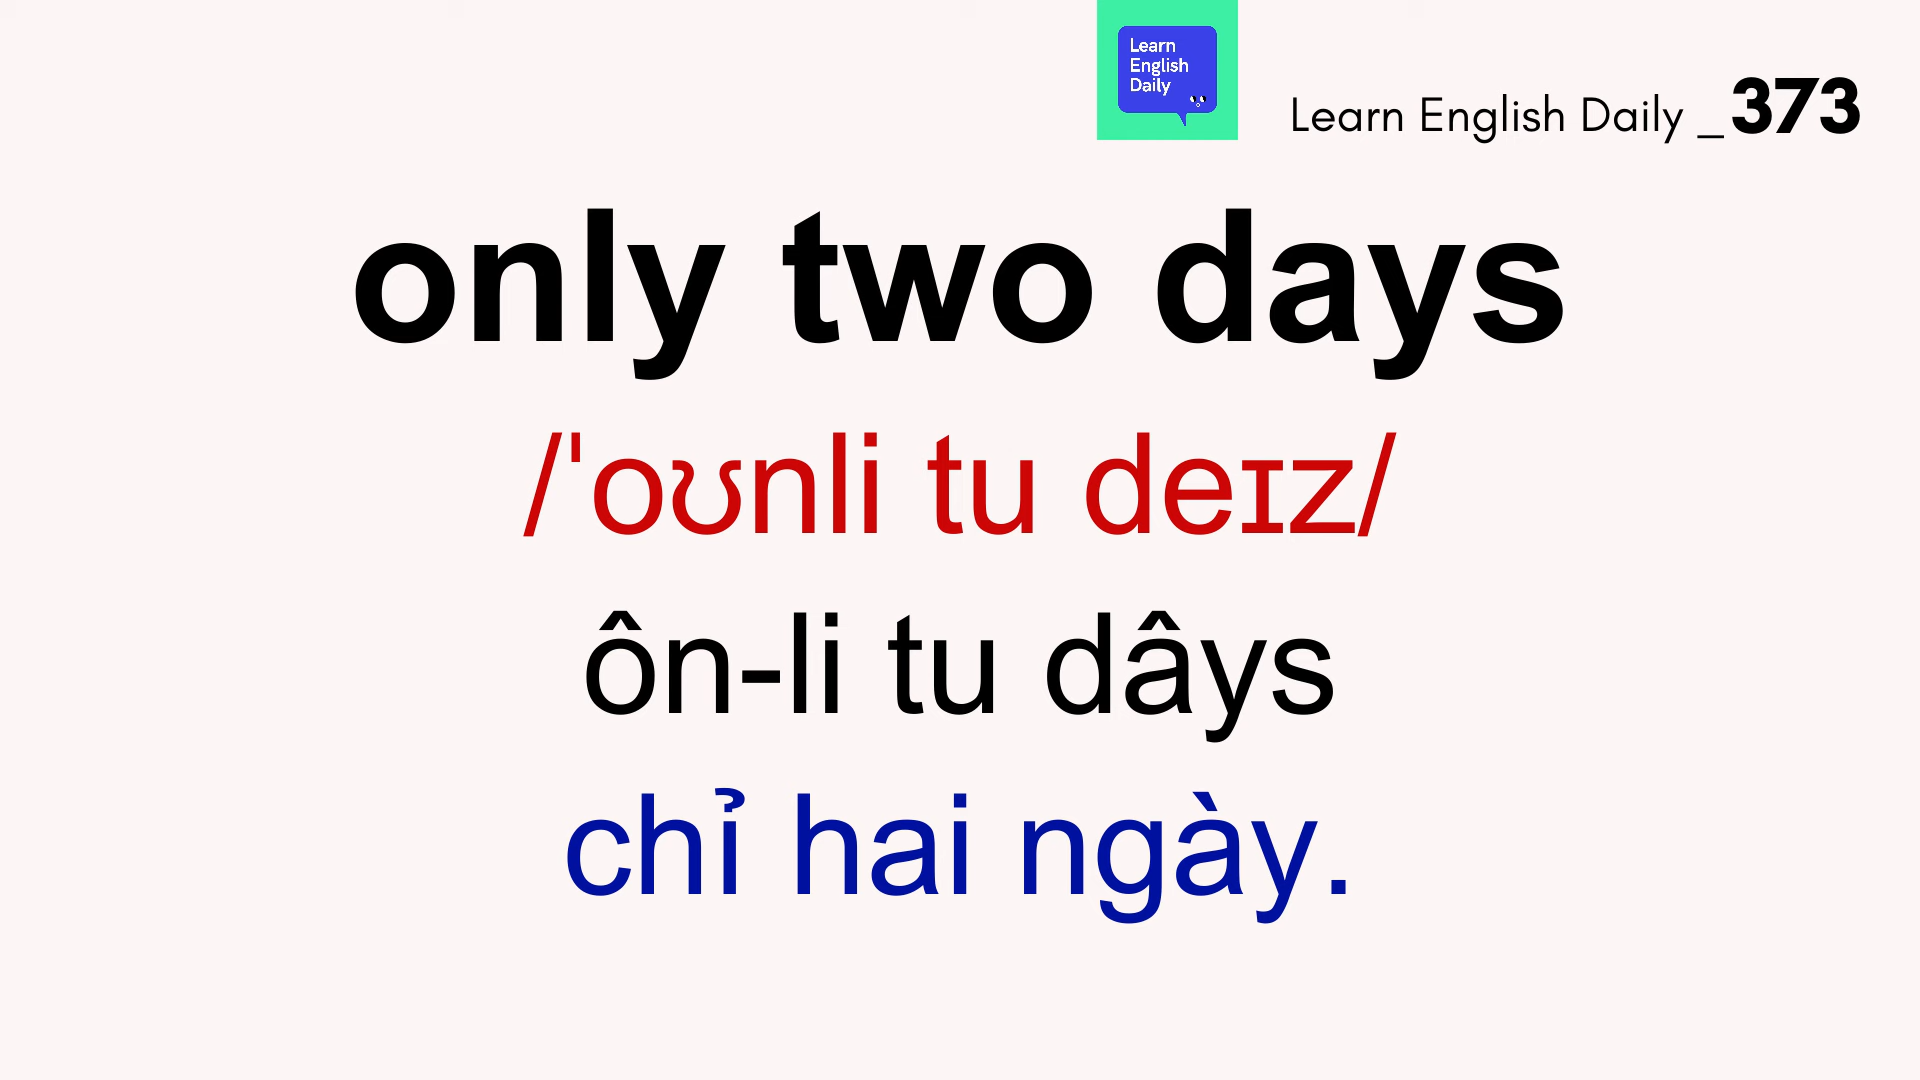 Learn
English
Daily
Learn English Daily _373
only two days
/ˈoʊnli tu deɪz/
ôn-li tu dâys
chỉ hai ngày.